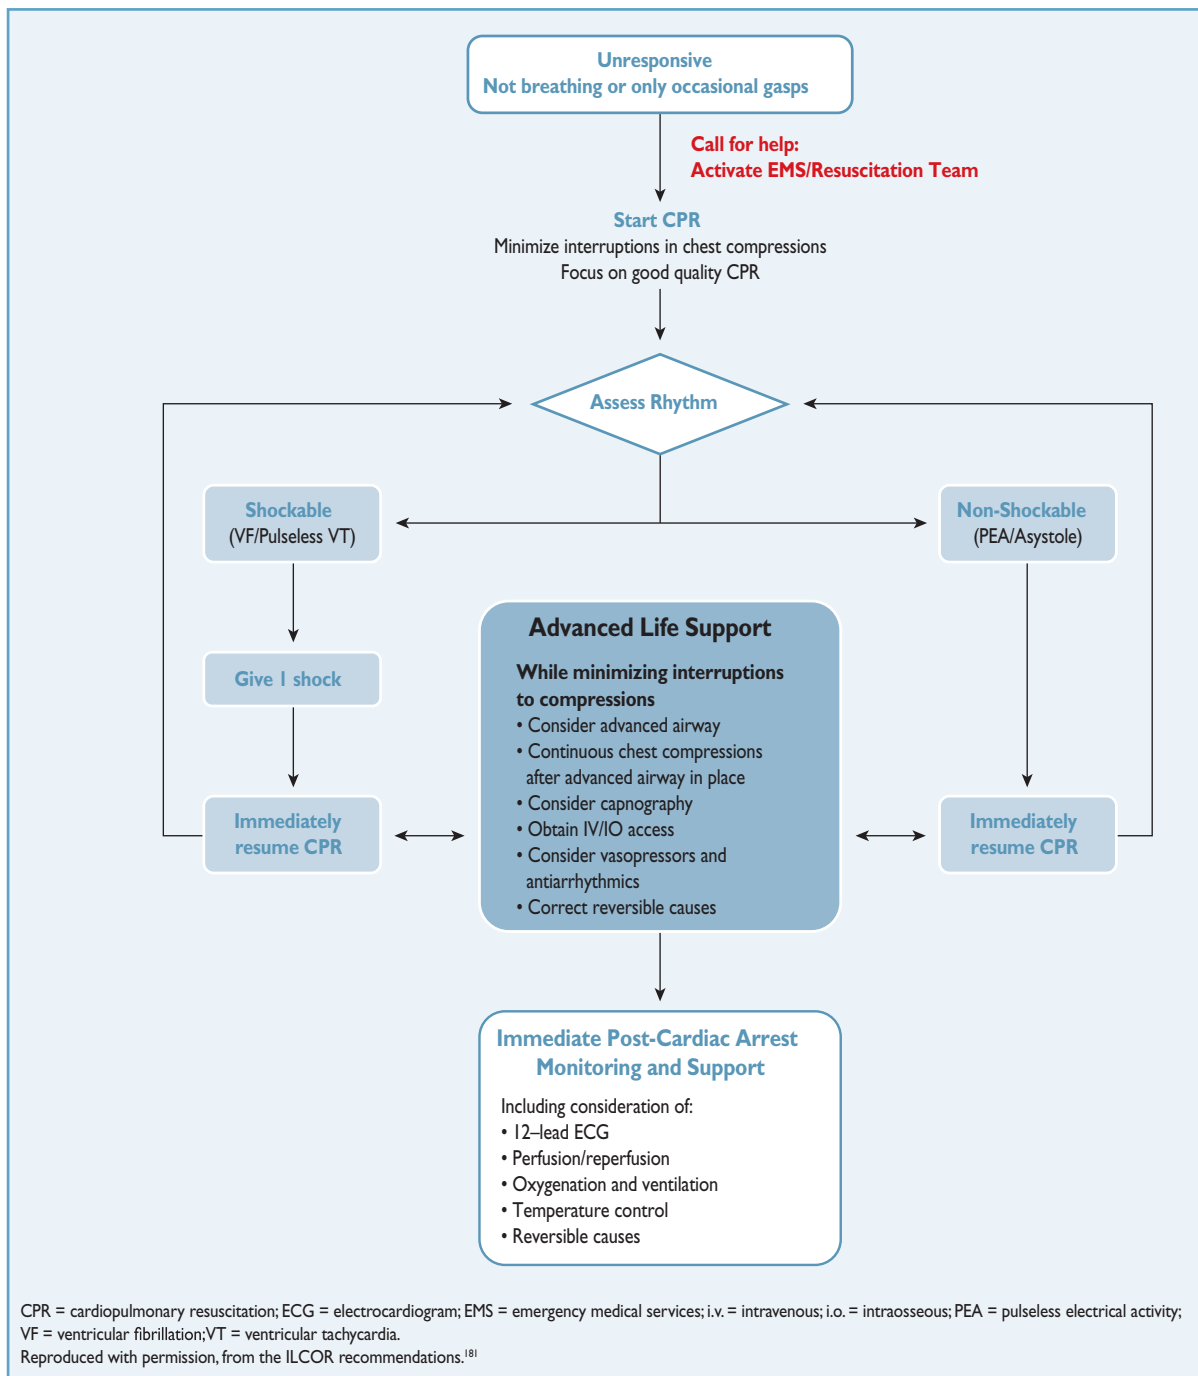 Unresponsive
Not breathing or only occasional gasps
Call for help:
Activate EMS/Resuscitation Team
Start CPR
Minimize interruptions in chest compressions
Focus on good quality CPR
Assess Rhythm
Shockable
(VF/Pulseless VT)
Non-Shockable
(PEA/Asystole)
Give 1 shock
Immediately
resume CPR
Advanced Life Support
While minimizing interruptions
to compressions
• Consider advanced airway
• Continuous chest compressions
after advanced airway in place
• Consider capnography
• Obtain IV/IO access
• Consider vasopressors and
antiarrhythmics
• Correct reversible causes
Immediately
resume CPR
Immediate Post-Cardiac Arrest
Monitoring and Support
Including consideration of:
• 12–lead ECG
• Perfusion/reperfusion
• Oxygenation and ventilation
• Temperature control
• Reversible causes
CPR = cardiopulmonary resuscitation; ECG = electrocardiogram; EMS = emergency medical services; i.v. = intravenous; i.o. = intraosseous; PEA = pulseless electrical activity;
VF = ventricular fibrillation; VT = ventricular tachycardia.
Reproduced with permission, from the ILCOR recommendations.¹⁸¹